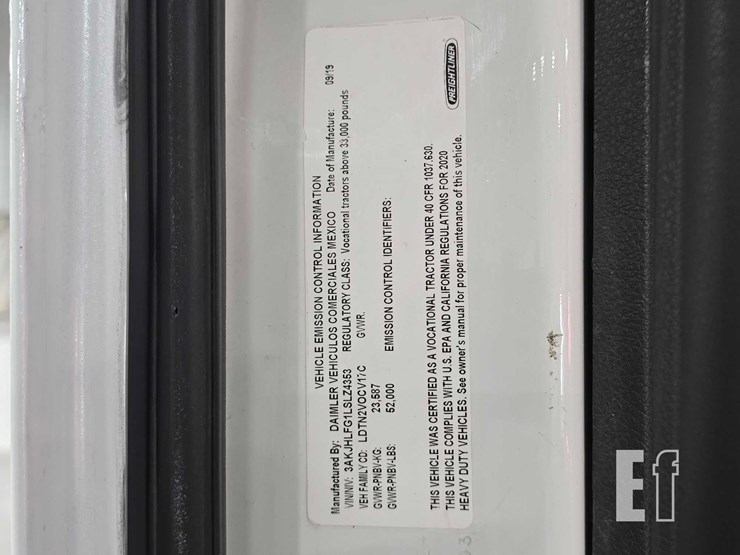 VEHICLE EMISSION CONTROL INFORMATION
Manufactured By: DAIMLER VEHICULOS COMERCIALES MEXICO Date of Manufacture: 09/19
VIN/NIV: 3AKJHLFG1LSLZ4353 REGULATORY CLASS: Vocational tractors above 33,000 pounds
VEH FAMILY CD: LDTN2VOCV17C GVWR:
GVWR-PNBV-KG: 23,587
GVWR-PNBV-LBS: 52,000 EMISSION CONTROL IDENTIFIERS:
THIS VEHICLE WAS CERTIFIED AS A VOCATIONAL TRACTOR UNDER 40 CFR 1037.630.
THIS VEHICLE COMPLIES WITH U.S. EPA AND CALIFORNIA REGULATIONS FOR 2020
HEAVY DUTY VEHICLES. See owner's manual for proper maintenance of this vehicle.
FREIGHTLINER
Ef